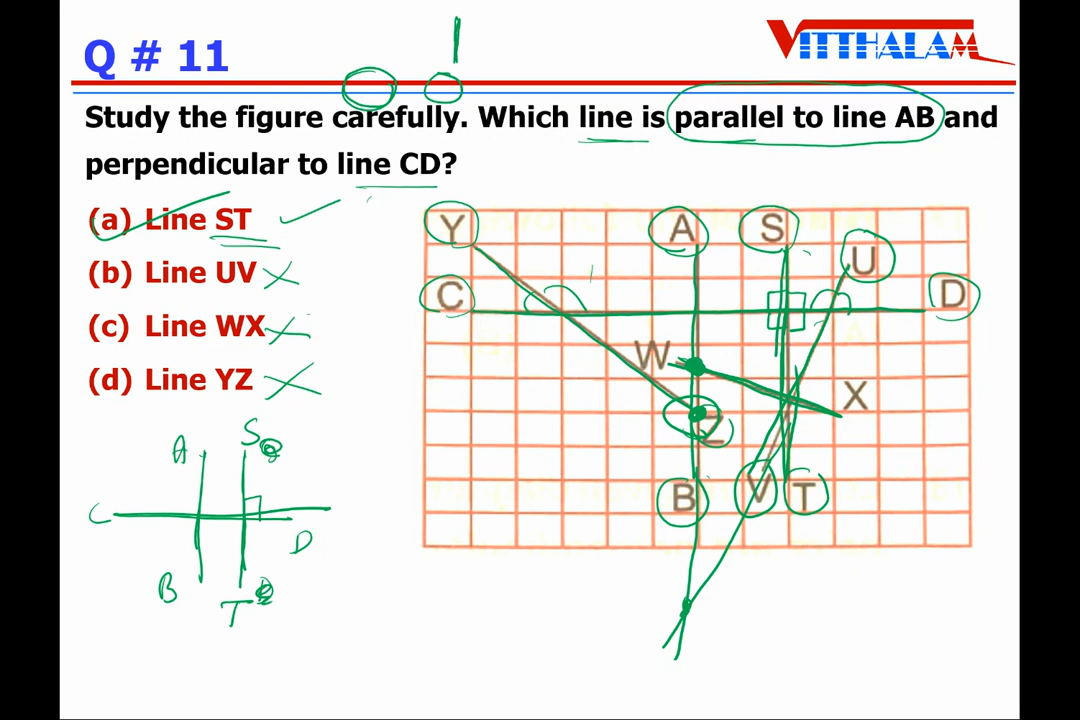 Q # 11
VITTHALAM
Study the figure carefully. Which line is parallel to line AB and
perpendicular to line CD?
(a) Line ST
(b) Line UV
(c) Line WX
(d) Line YZ
Y A S U
C D
W X
Z
B V T
A S
C D
B T